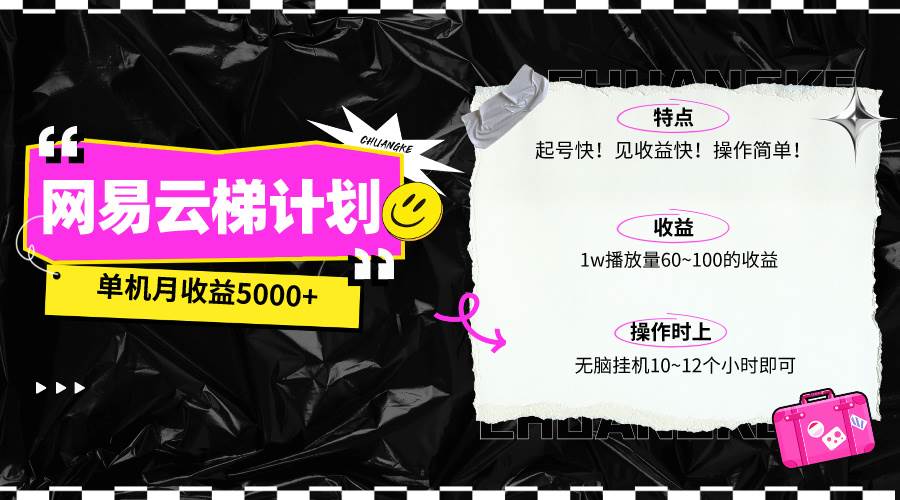 CHUANGKE
网易云梯计划
单机月收益5000+
CHUANGKE
特点
起号快！见收益快！操作简单！
收益
1w播放量60~100的收益
操作时上
无脑挂机10~12个小时即可
CHUANGKE